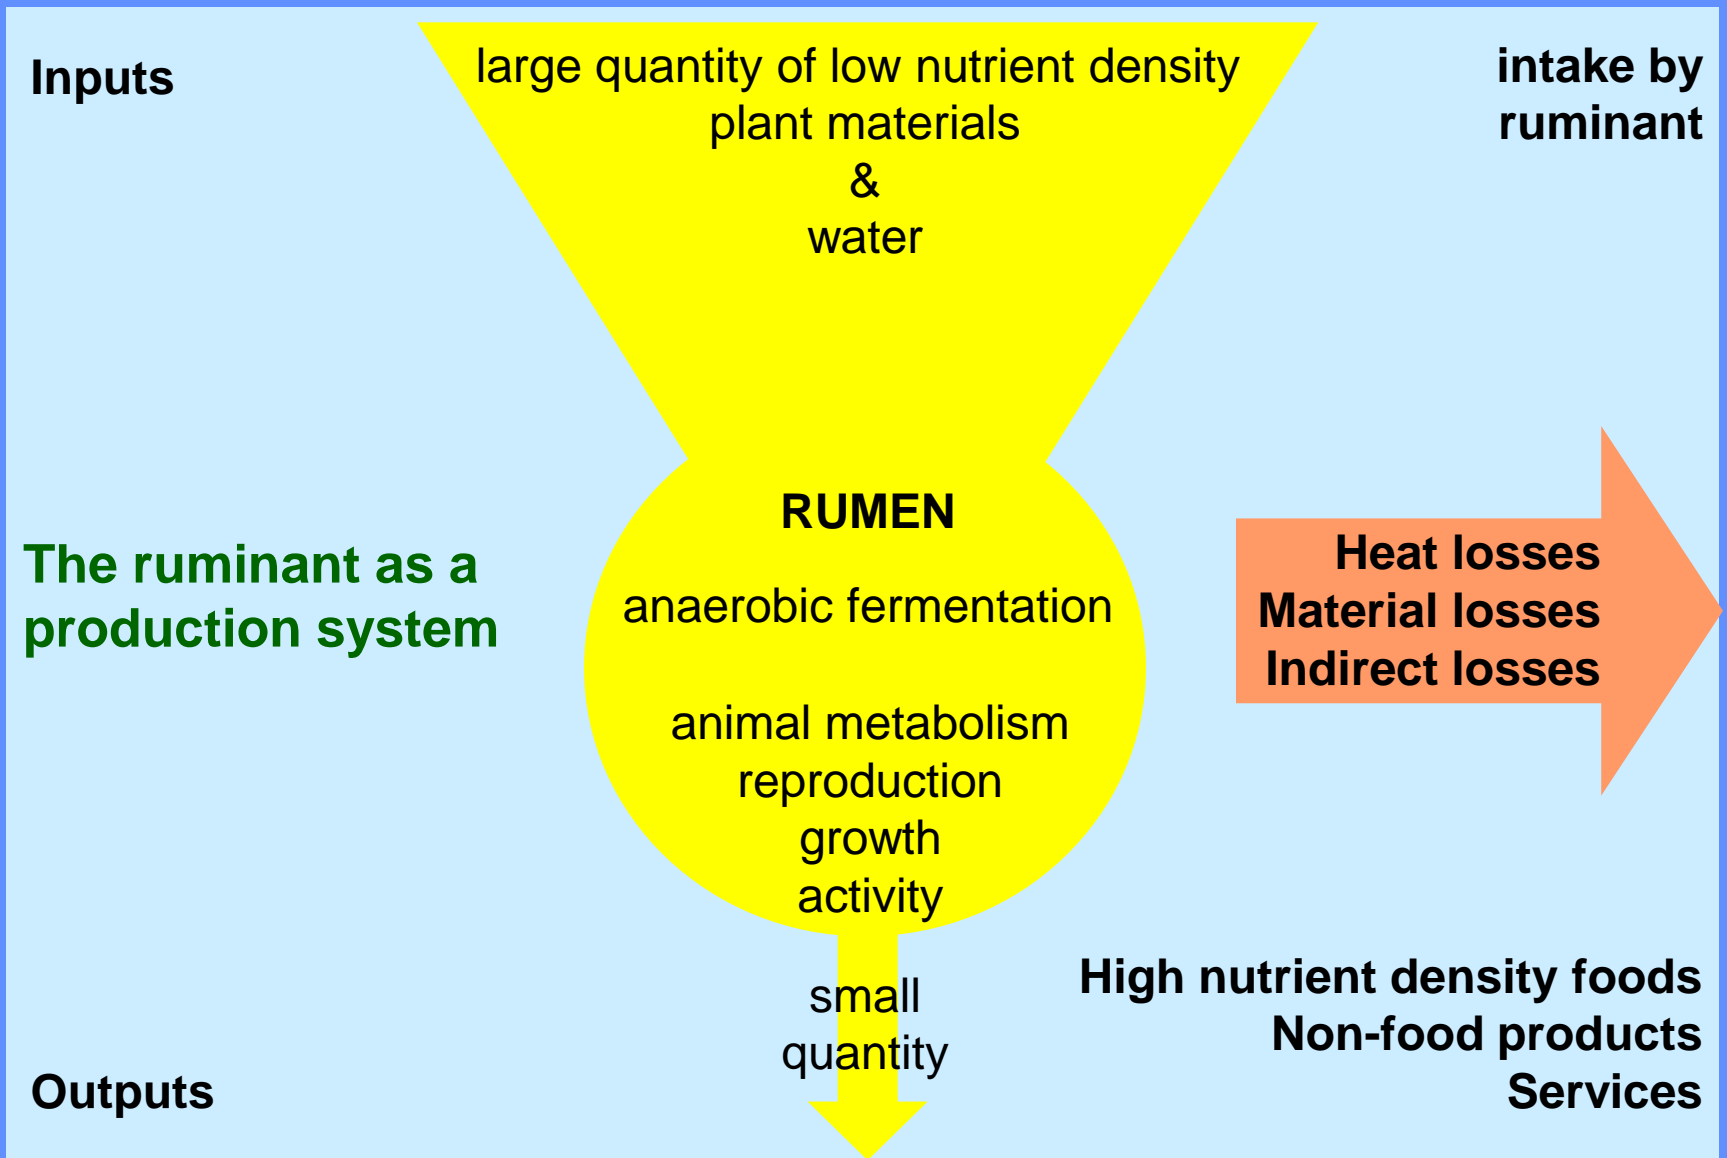 Inputs
large quantity of low nutrient density
plant materials
&
water
intake by
ruminant
The ruminant as a
production system
RUMEN
anaerobic fermentation
animal metabolism
reproduction
growth
activity
Heat losses
Material losses
Indirect losses
small
quantity
High nutrient density foods
Non-food products
Services
Outputs